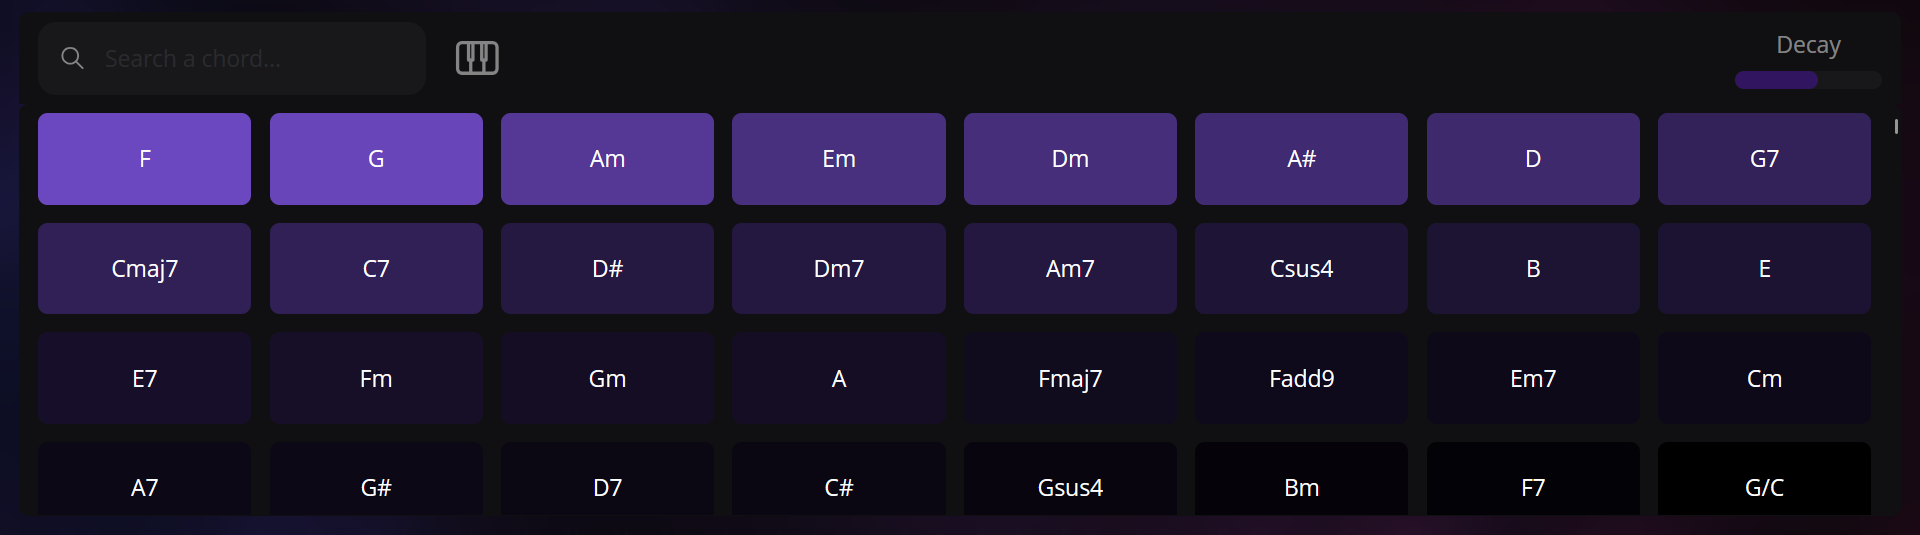 Search a chord...
Decay
F G Am Em Dm A# D G7
Cmaj7 C7 D# Dm7 Am7 Csus4 B E
E7 Fm Gm A Fmaj7 Fadd9 Em7 Cm
A7 G# D7 C# Gsus4 Bm F7 G/C